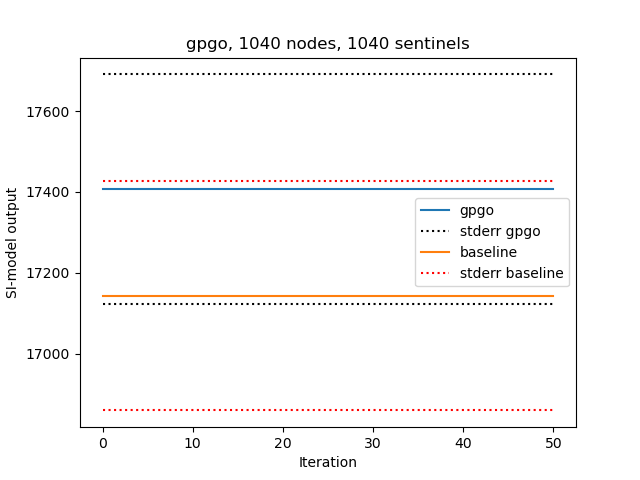 gpgo, 1040 nodes, 1040 sentinels
SI-model output
17600
17400
17200
17000
gpgo
stderr gpgo
baseline
stderr baseline
0 10 20 30 40 50
Iteration